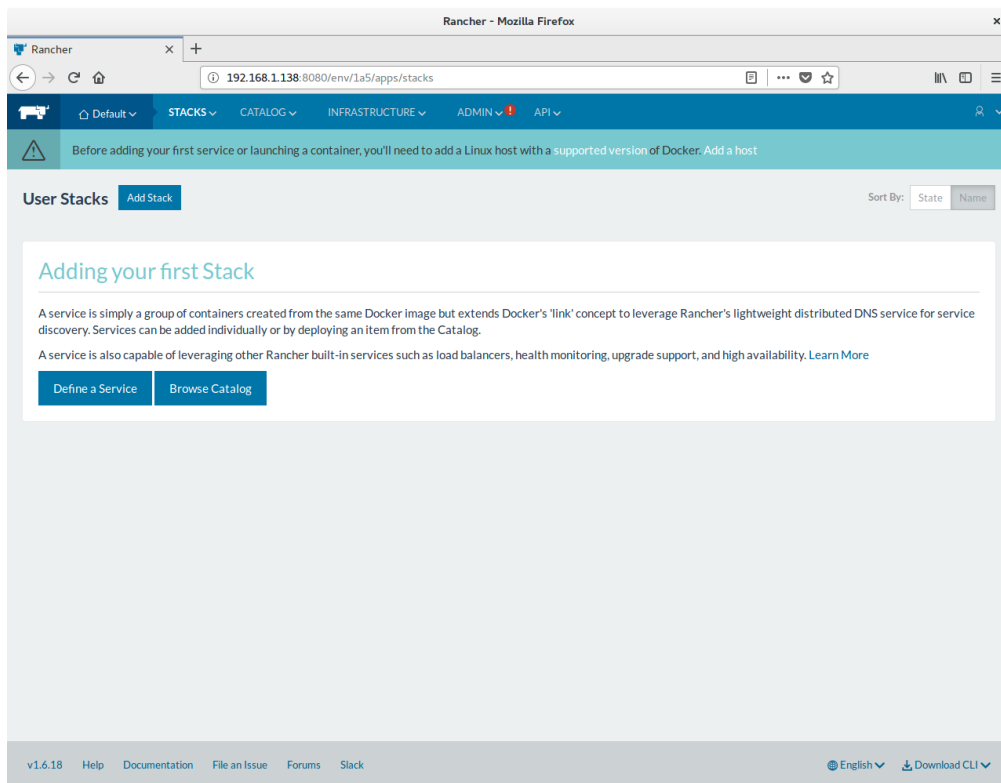 Rancher - Mozilla Firefox
Rancher
192.168.1.138:8080/env/1a5/apps/stacks
Default STACKS CATALOG INFRASTRUCTURE ADMIN API
Before adding your first service or launching a container, you'll need to add a Linux host with a supported version of Docker. Add a host
User Stacks Add Stack Sort By: State Name
Adding your first Stack
A service is simply a group of containers created from the same Docker image but extends Docker's 'link' concept to leverage Rancher's lightweight distributed DNS service for service
discovery. Services can be added individually or by deploying an item from the Catalog.
A service is also capable of leveraging other Rancher built-in services such as load balancers, health monitoring, upgrade support, and high availability. Learn More
Define a Service Browse Catalog
v1.6.18 Help Documentation File an Issue Forums Slack English Download CLI